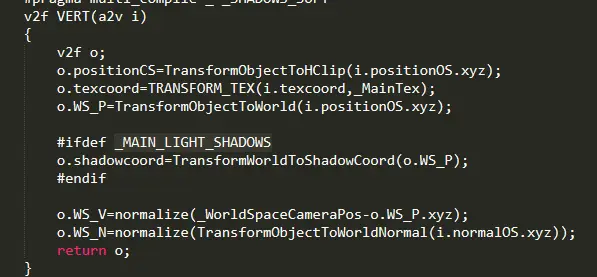 #pragma multi_compile _ _SHADOWS_SOFT
v2f VERT(a2v i)
{
v2f o;
o.positionCS=TransformObjectToHClip(i.positionOS.xyz);
o.texcoord=TRANSFORM_TEX(i.texcoord,_MainTex);
o.WS_P=TransformObjectToWorld(i.positionOS.xyz);
#ifdef _MAIN_LIGHT_SHADOWS
o.shadowcoord=TransformWorldToShadowCoord(o.WS_P);
#endif
o.WS_V=normalize(_WorldSpaceCameraPos-o.WS_P.xyz);
o.WS_N=normalize(TransformObjectToWorldNormal(i.normalOS.xyz));
return o;
}